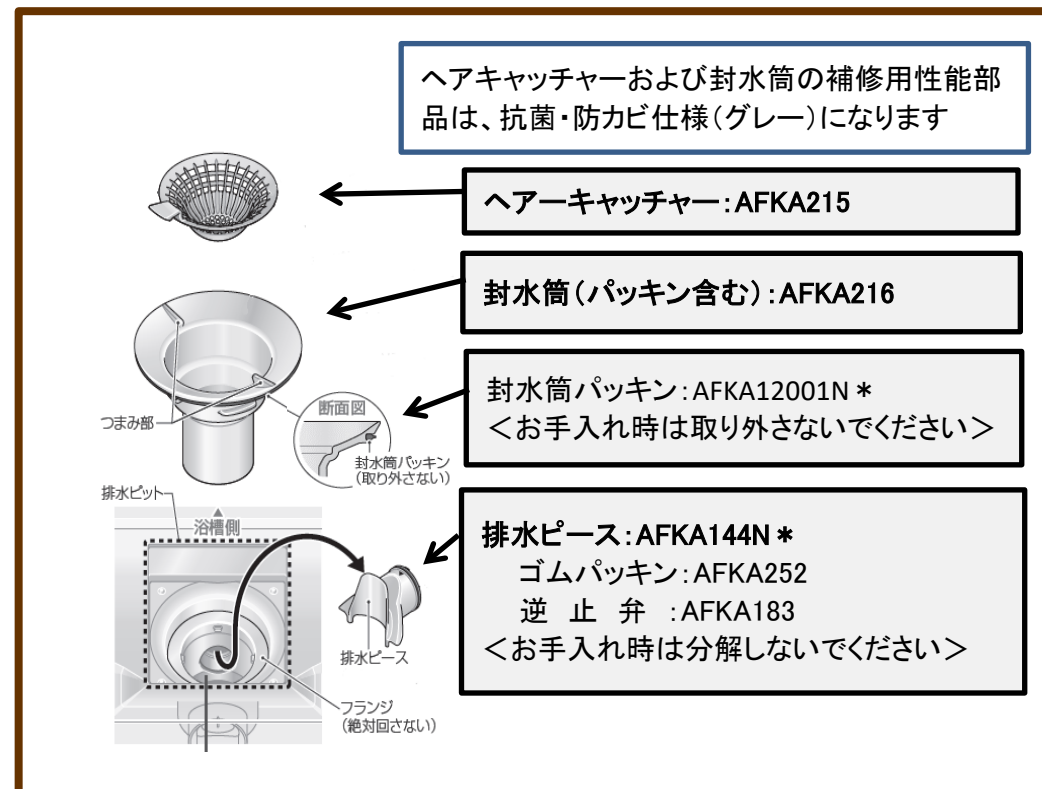 ヘアキャッチャーおよび封水筒の補修用性能部
品は、抗菌・防カビ仕様(グレー)になります
ヘアーキャッチャー:AFKA215
封水筒(パッキン含む):AFKA216
封水筒パッキン:AFKA12001N*
<お手入れ時は取り外さないでください>
つまみ部
断面図
封水筒パッキン
(取り外さない)
排水ピット
浴槽側
排水ピース:AFKA144N*
ゴムパッキン:AFKA252
逆 止 弁 :AFKA183
<お手入れ時は分解しないでください>
排水ピース
フランジ
(絶対回さない)